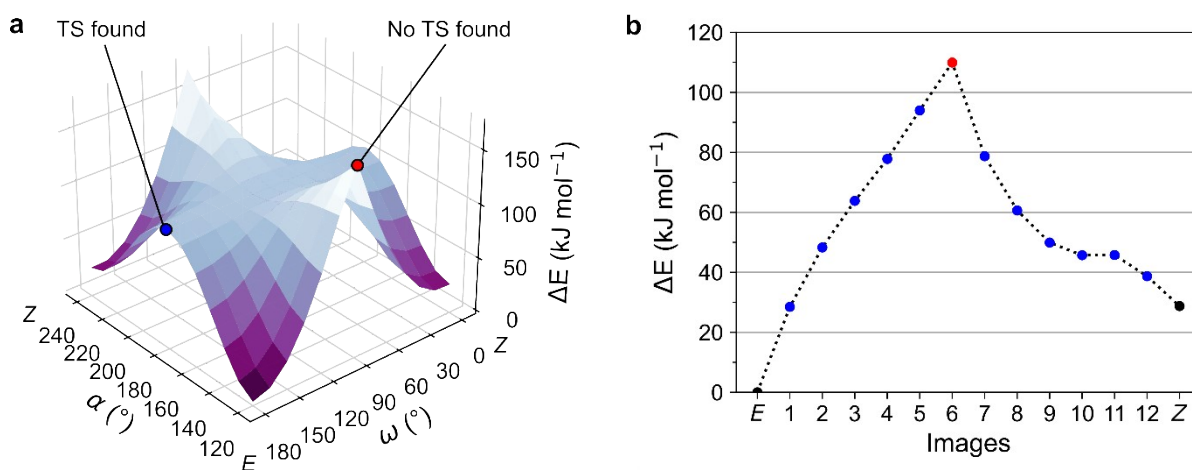 a
TS found
No TS found
150
100
50
0
ΔE (kJ mol⁻¹)
Z
240
220
200
180
160
140
120
α (°)
E
180
150
120
90
60
30
0
Z
ω (°)
b
120
100
80
60
40
20
0
ΔE (kJ mol⁻¹)
E 1 2 3 4 5 6 7 8 9 10 11 12 Z
Images